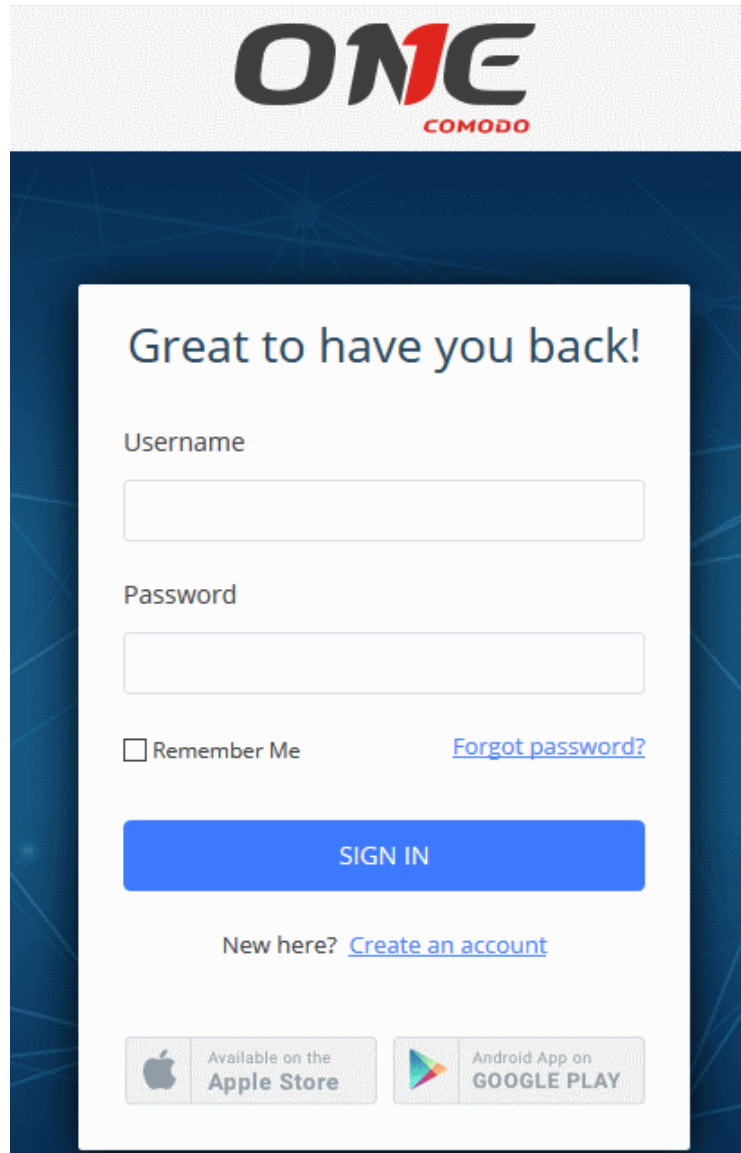 ONE
COMODO
Great to have you back!
Username
Password
Remember Me Forgot password?
SIGN IN
New here? Create an account
Available on the Android App on
Apple Store GOOGLE PLAY